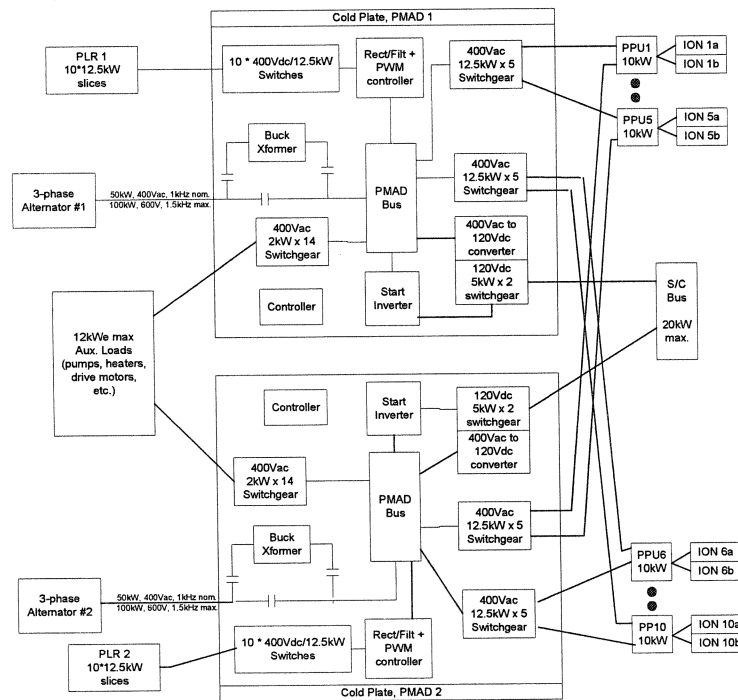 Cold Plate, PMAD 1
PLR 1
10*12.5kW
slices
10 * 400Vdc/12.5kW
Switches
Rect/Filt +
PWM
controller
400Vac
12.5kW x 5
Switchgear
PPU1
10kW
ION 1a
ION 1b
PPU5
10kW
ION 5a
ION 5b
Buck
Xformer
3-phase
Alternator #1
50kW, 400Vac, 1kHz nom.
100kW, 600V, 1.5kHz max.
PMAD
Bus
400Vac
12.5kW x 5
Switchgear
400Vac
2kW x 14
Switchgear
400Vac to
120Vdc
converter
120Vdc
5kW x 2
switchgear
Controller
Start
Inverter
S/C
Bus
20kW
max.
12kWe max
Aux. Loads
(pumps, heaters,
drive motors,
etc.)
Controller
Start
Inverter
120Vdc
5kW x 2
switchgear
400Vac to
120Vdc
converter
400Vac
2kW x 14
Switchgear
PMAD
Bus
400Vac
12.5kW x 5
Switchgear
Buck
Xformer
3-phase
Alternator #2
50kW, 400Vac, 1kHz nom.
100kW, 600V, 1.5kHz max.
400Vac
12.5kW x 5
Switchgear
PPU6
10kW
ION 6a
ION 6b
PP10
10kW
ION 10a
ION 10b
PLR 2
10*12.5kW
slices
10 * 400Vdc/12.5kW
Switches
Rect/Filt +
PWM
controller
Cold Plate, PMAD 2